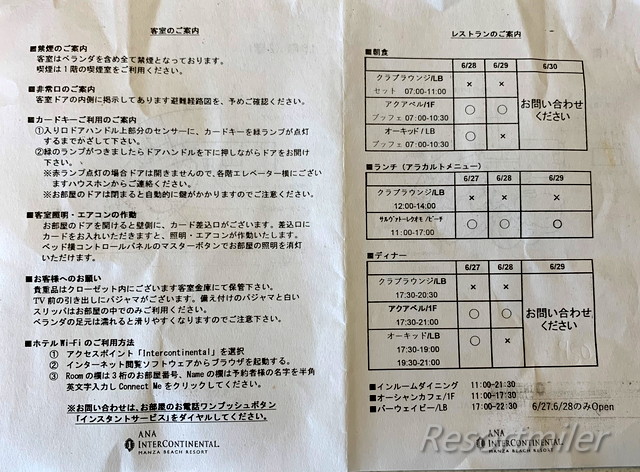 客室のご案内
■禁煙のご案内
客室はベランダを含め全て禁煙となっております。
喫煙は1階の喫煙室をご利用ください。
■非常口のご案内
客室ドアの内側に掲示してあります避難経路図を、予めご確認ください。
■カードキーご利用のご案内
①入り口ドアハンドル上部分のセンサーに、カードキーを緑ランプが点灯
するまでかざして下さい。
②緑のランプがつきましたらドアハンドルを下に押しながらドアをお開け
下さい。
※赤ランプ点灯の場合ドアは開きませんので、各階エレベーター横にござい
ますハウスホンからご連絡ください。
※お部屋のドアは閉まると自動的に鍵がかかりますのでご注意ください。
■客室照明・エアコンの作動
お部屋のドアを開けると壁側に、カード差込口がございます。差込口に
カードをお入れいただきますと、照明・エアコンが作動いたします。
ベッド横コントロールパネルのマスターボタンでお部屋の照明を消灯
いただけます。
■お客様へのお願い
貴重品はクローゼット内にございます客室金庫にて保管下さい。
TV前の引き出しにパジャマがございます。備え付けのパジャマと白い
スリッパはお部屋の中でのみご利用ください。
ベランダの足元は濡れると滑りやすくなりますのでご注意下さい。
■ホテルWi-Fiのご利用方法
① アクセスポイント「Intercontinental」を選択
② インターネット閲覧ソフトウェアからブラウザを起動する。
③ Roomの欄は3桁のお部屋番号、Nameの欄は予約者様の名字を半角
英文字入力しConnect Meをクリックしてください。
※お問い合わせは、お部屋のお電話ワンプッシュボタン
「インスタントサービス」をダイヤルしてください。
ANA
INTERCONTINENTAL
MANZA BEACH RESORT
レストランのご案内
■朝食
6/28 6/29 6/30
クラブラウンジ/LB
セット 07:00-11:00 × ×
アクアベル/1F
ブッフェ 07:00-10:30 ○ ○
オーキッド/LB
ブッフェ 07:00-10:30 ○ ×
お問い合わせ
ください
■ランチ (アラカルトメニュー)
6/27 6/28 6/29
クラブラウンジ/LB
12:00-14:00 × × ×
サルヴァトーレクオモ/ビーチ
11:00-17:00 ○ ○ ○
■ディナー
6/27 6/28 6/29
クラブラウンジ/LB
17:30-20:30 × ×
アクアベル/1F
17:30-21:00 ○ ○
オーキッド/LB
17:30-19:00
19:30-21:00 ○ ×
お問い合わせ
ください
■インルームダイニング 11:00-21:30
■オーシャンカフェ/1F 11:00-17:30
■バーウェイビー/LB 17:00-22:30 6/27.6/28のみOpen
ANA
INTERCONTINENTAL
MANZA BEACH RESORT